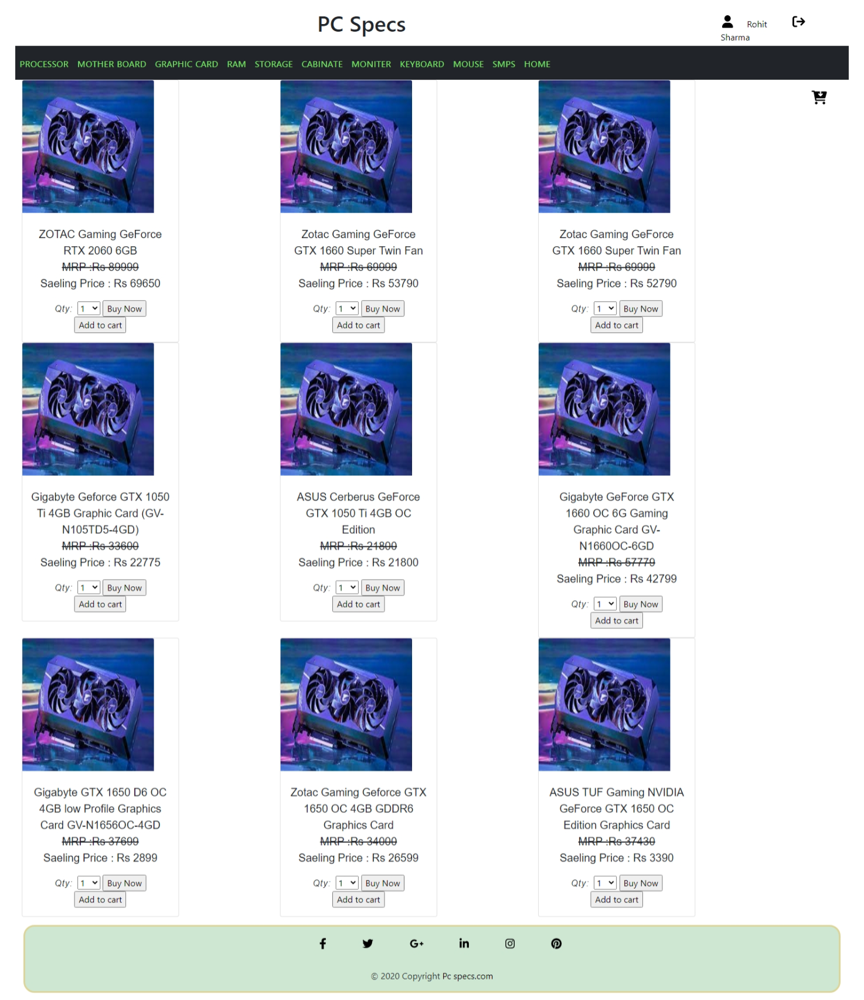 PC Specs
Rohit
Sharma
PROCESSOR MOTHER BOARD GRAPHIC CARD RAM STORAGE CABINATE MONITER KEYBOARD MOUSE SMPS HOME
ZOTAC Gaming GeForce
RTX 2060 6GB
MRP :Rs 89999
Saeling Price : Rs 69650
Qty: 1 Buy Now
Add to cart
Zotac Gaming GeForce
GTX 1660 Super Twin Fan
MRP :Rs 69999
Saeling Price : Rs 53790
Qty: 1 Buy Now
Add to cart
Zotac Gaming GeForce
GTX 1660 Super Twin Fan
MRP :Rs 69999
Saeling Price : Rs 52790
Qty: 1 Buy Now
Add to cart
Gigabyte Geforce GTX 1050
Ti 4GB Graphic Card (GV-
N105TD5-4GD)
MRP :Rs 33600
Saeling Price : Rs 22775
Qty: 1 Buy Now
Add to cart
ASUS Cerberus GeForce
GTX 1050 Ti 4GB OC
Edition
MRP :Rs 21800
Saeling Price : Rs 21800
Qty: 1 Buy Now
Add to cart
Gigabyte GeForce GTX
1660 OC 6G Gaming
Graphic Card GV-
N1660OC-6GD
MRP :Rs 57779
Saeling Price : Rs 42799
Qty: 1 Buy Now
Add to cart
Gigabyte GTX 1650 D6 OC
4GB low Profile Graphics
Card GV-N1656OC-4GD
MRP :Rs 37699
Saeling Price : Rs 2899
Qty: 1 Buy Now
Add to cart
Zotac Gaming Geforce GTX
1650 OC 4GB GDDR6
Graphics Card
MRP :Rs 34000
Saeling Price : Rs 26599
Qty: 1 Buy Now
Add to cart
ASUS TUF Gaming NVIDIA
GeForce GTX 1650 OC
Edition Graphics Card
MRP :Rs 37430
Saeling Price : Rs 3390
Qty: 1 Buy Now
Add to cart
© 2020 Copyright Pc specs.com